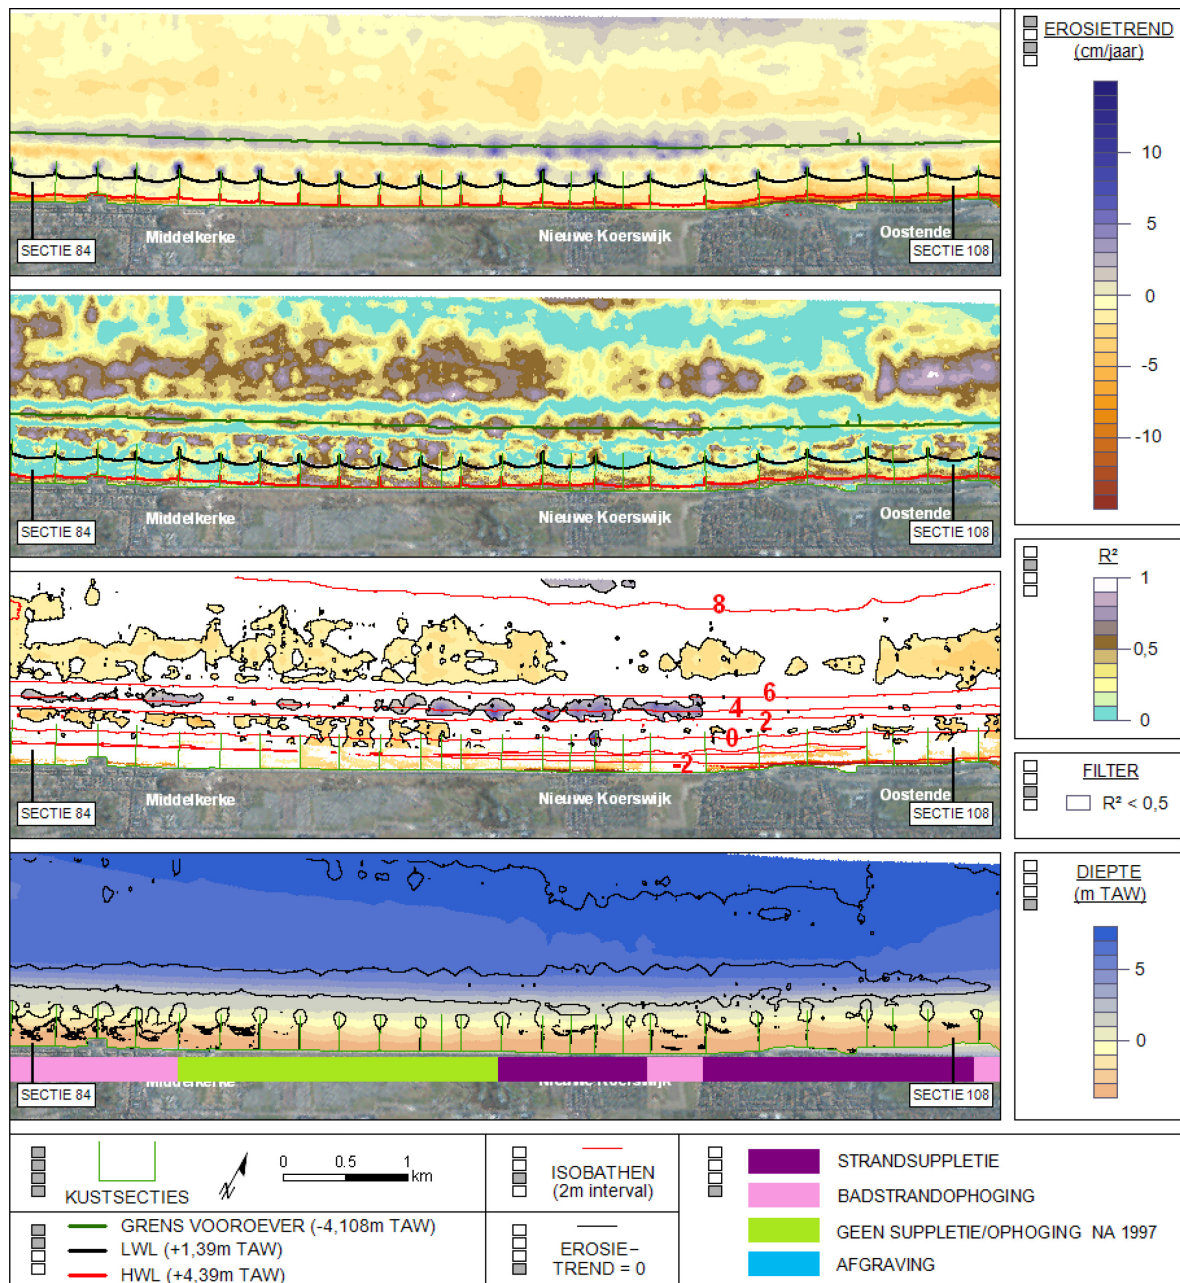 Middelkerke
Nieuwe Koerswijk
Oostende
SECTIE 84
SECTIE 108
EROSIETREND
(cm/jaar)
10
5
0
-5
-10
Middelkerke
Nieuwe Koerswijk
Oostende
SECTIE 84
SECTIE 108
R²
1
0,5
0
8
6
4
2
0
-2
Middelkerke
Nieuwe Koerswijk
Oostende
SECTIE 84
SECTIE 108
FILTER
R² < 0,5
Middelkerke
Nieuwe Koerswijk
SECTIE 84
SECTIE 108
DIEPTE
(m TAW)
5
0
KUSTSECTIES
N
0 0.5 1
km
ISOBATHEN
(2m interval)
STRANDSUPPLETIE
BADSTRANDOPHOGING
GEEN SUPPLETIE/OPHOGING NA 1997
AFGRAVING
GRENS VOOROEVER (-4,108m TAW)
LWL (+1,39m TAW)
HWL (+4,39m TAW)
EROSIE-
TREND = 0